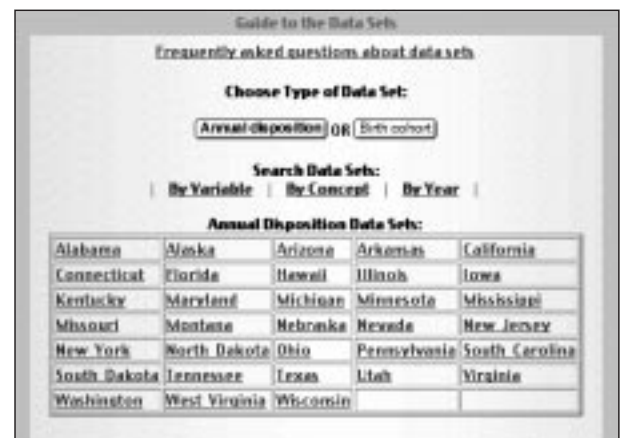 Guide to the Data Sets
Frequently asked questions about data sets
Choose Type of Data Set:
Annual disposition OR Birth cohort
Search Data Sets:
| By Variable | By Concept | By Year |
Annual Disposition Data Sets:
Alabama Alaska Arizona Arkansas California
Connecticut Florida Hawaii Illinois Iowa
Kentucky Maryland Michigan Minnesota Mississippi
Missouri Montana Nebraska Nevada New Jersey
New York North Dakota Ohio Pennsylvania South Carolina
South Dakota Tennessee Texas Utah Virginia
Washington West Virginia Wisconsin